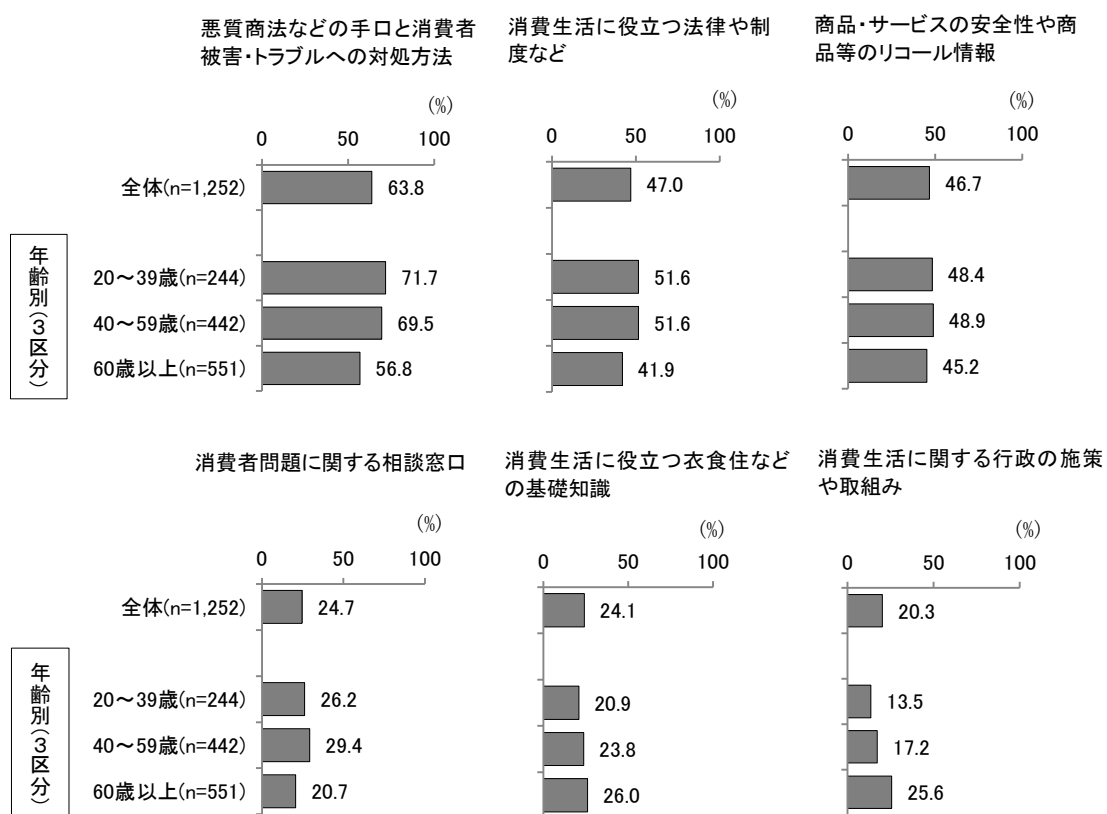 悪質商法などの手口と消費者
被害・トラブルへの対処方法
(%)
0 50 100
消費生活に役立つ法律や制
度など
(%)
0 50 100
商品・サービスの安全性や商
品等のリコール情報
(%)
0 50 100
全体(n=1,252) 63.8 47.0 46.7
年齢別(3区分)
20～39歳(n=244) 71.7 51.6 48.4
40～59歳(n=442) 69.5 51.6 48.9
60歳以上(n=551) 56.8 41.9 45.2
消費者問題に関する相談窓口
(%)
0 50 100
消費生活に役立つ衣食住など
の基礎知識
(%)
0 50 100
消費生活に関する行政の施策
や取組み
(%)
0 50 100
全体(n=1,252) 24.7 24.1 20.3
年齢別(3区分)
20～39歳(n=244) 26.2 20.9 13.5
40～59歳(n=442) 29.4 23.8 17.2
60歳以上(n=551) 20.7 26.0 25.6